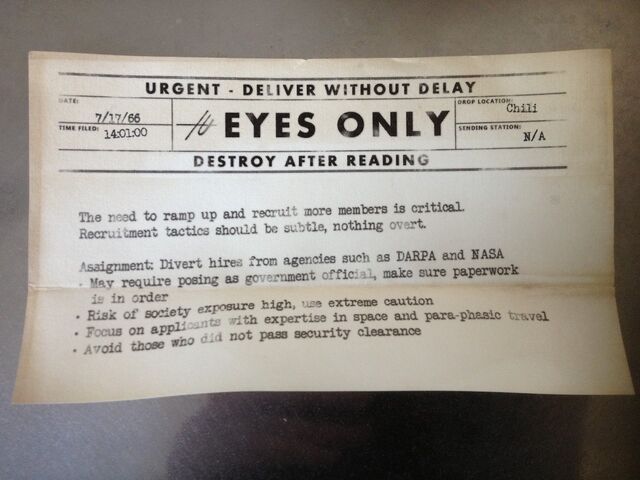 URGENT - DELIVER WITHOUT DELAY
DATE:
7/17/66
TIME FILED:
14:01:00
EYES ONLY
DROP LOCATION:
Chili
SENDING STATION:
N/A
DESTROY AFTER READING
The need to ramp up and recruit more members is critical.
Recruitment tactics should be subtle, nothing overt.
Assignment: Divert hires from agencies such as DARPA and NASA
· May require posing as government official, make sure paperwork
is in order
· Risk of society exposure high, use extreme caution
· Focus on applicants with expertise in space and para-phasic travel
· Avoid those who did not pass security clearance